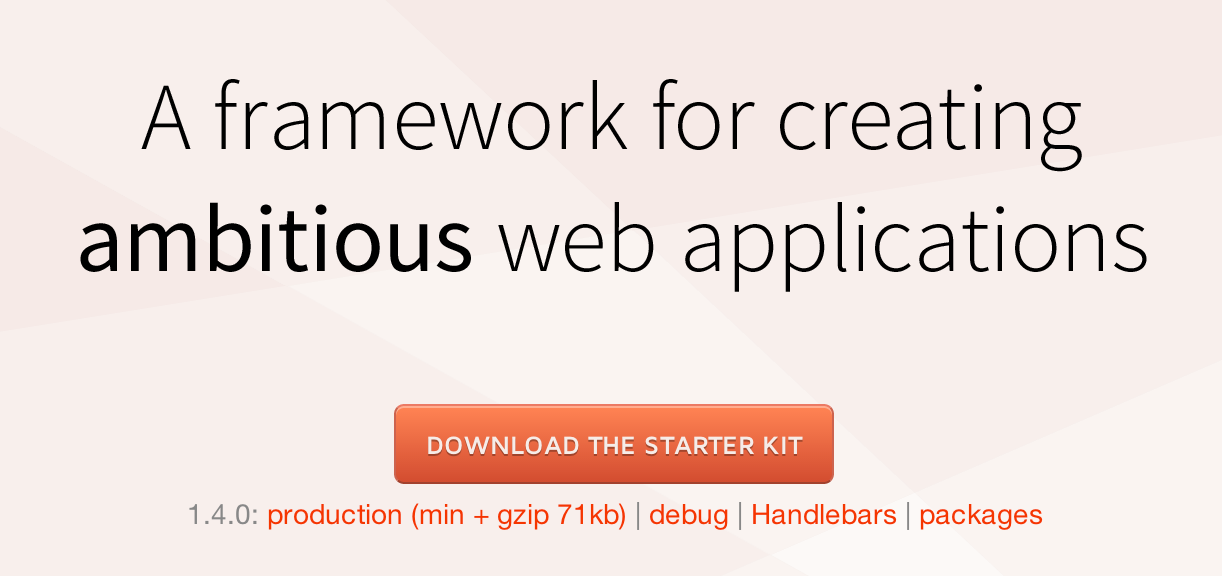 A framework for creating
ambitious web applications
DOWNLOAD THE STARTER KIT
1.4.0: production (min + gzip 71kb) | debug | Handlebars | packages